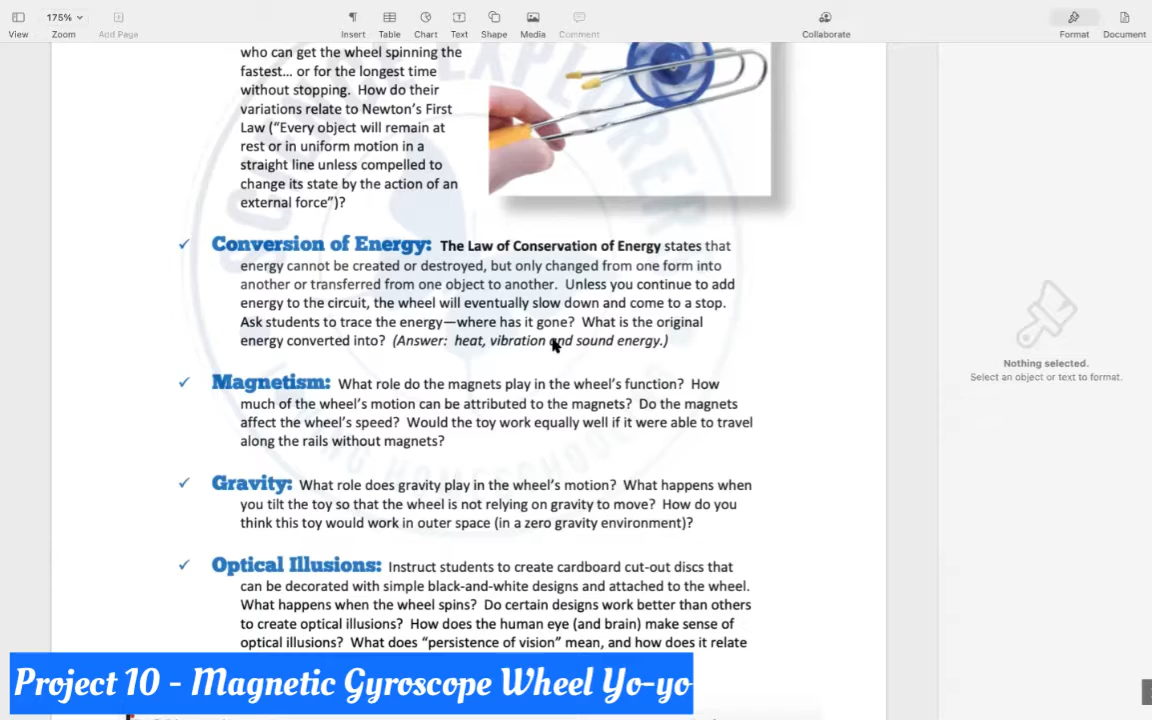 175%
View
Zoom
Add Page
Insert
Table
Chart
Text
Shape
Media
Comment
Collaborate
Format
Document
who can get the wheel spinning the
fastest... or for the longest time
without stopping. How do their
variations relate to Newton's First
Law ("Every object will remain at
rest or in uniform motion in a
straight line unless compelled to
change its state by the action of an
external force")?
✓ Conversion of Energy: The Law of Conservation of Energy states that
energy cannot be created or destroyed, but only changed from one form into
another or transferred from one object to another. Unless you continue to add
energy to the circuit, the wheel will eventually slow down and come to a stop.
Ask students to trace the energy—where has it gone? What is the original
energy converted into? (Answer: heat, vibration and sound energy.)
✓ Magnetism: What role do the magnets play in the wheel's function? How
much of the wheel's motion can be attributed to the magnets? Do the magnets
affect the wheel's speed? Would the toy work equally well if it were able to travel
along the rails without magnets?
✓ Gravity: What role does gravity play in the wheel's motion? What happens when
you tilt the toy so that the wheel is not relying on gravity to move? How do you
think this toy would work in outer space (in a zero gravity environment)?
✓ Optical Illusions: Instruct students to create cardboard cut-out discs that
can be decorated with simple black-and-white designs and attached to the wheel.
What happens when the wheel spins? Do certain designs work better than others
to create optical illusions? How does the human eye (and brain) make sense of
optical illusions? What does "persistence of vision" mean, and how does it relate
Nothing selected.
Select an object or text to format.
Project 10 - Magnetic Gyroscope Wheel Yo-yo